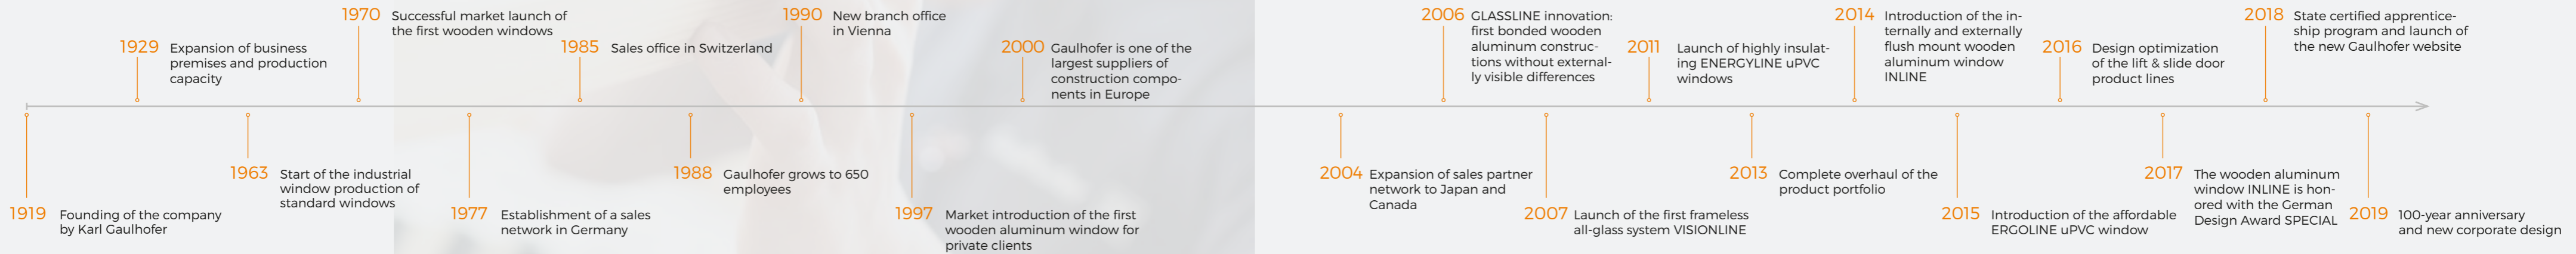 1919
Founding of the company
by Karl Gaulhofer
1929
Expansion of business
premises and production
capacity
1963
Start of the industrial
window production of
standard windows
1970
Successful market launch of
the first wooden windows
1977
Establishment of a sales
network in Germany
1985
Sales office in Switzerland
1988
Gaulhofer grows to 650
employees
1990
New branch office
in Vienna
1997
Market introduction of the first
wooden aluminum window for
private clients
2000
Gaulhofer is one of the
largest suppliers of
construction compo-
nents in Europe
2004
Expansion of sales partner
network to Japan and
Canada
2006
GLASSLINE innovation:
first bonded wooden
aluminum construc-
tions without external-
ly visible differences
2007
Launch of the first frameless
all-glass system VISIONLINE
2011
Launch of highly insulat-
ing ENERGYLINE uPVC
windows
2013
Complete overhaul of the
product portfolio
2014
Introduction of the in-
ternally and externally
flush mount wooden
aluminum window
INLINE
2015
Introduction of the affordable
ERGOLINE uPVC window
2016
Design optimization
of the lift & slide door
product lines
2017
The wooden aluminum
window INLINE is hon-
ored with the German
Design Award SPECIAL
2018
State certified apprentice-
ship program and launch of
the new Gaulhofer website
2019
100-year anniversary
and new corporate design